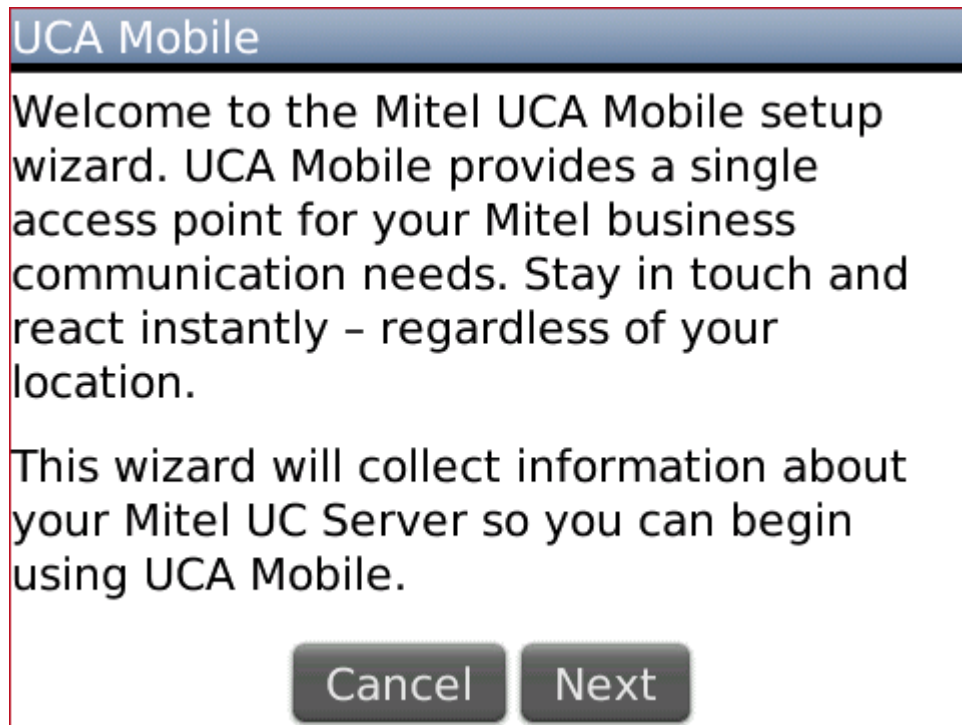 UCA Mobile
Welcome to the Mitel UCA Mobile setup
wizard. UCA Mobile provides a single
access point for your Mitel business
communication needs. Stay in touch and
react instantly – regardless of your
location.
This wizard will collect information about
your Mitel UC Server so you can begin
using UCA Mobile.
Cancel Next